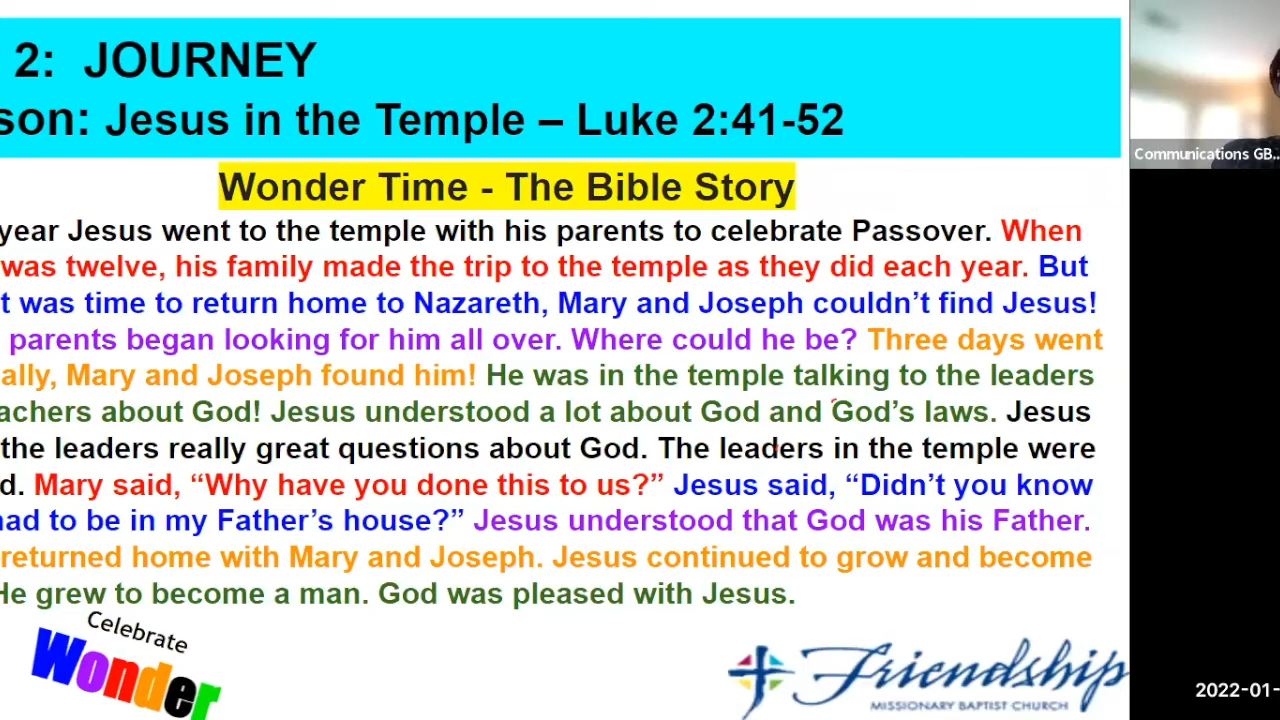 2: JOURNEY
son: Jesus in the Temple – Luke 2:41-52
Wonder Time - The Bible Story
year Jesus went to the temple with his parents to celebrate Passover. When
was twelve, his family made the trip to the temple as they did each year. But
t was time to return home to Nazareth, Mary and Joseph couldn’t find Jesus!
parents began looking for him all over. Where could he be? Three days went
ally, Mary and Joseph found him! He was in the temple talking to the leaders
achers about God! Jesus understood a lot about God and God’s laws. Jesus
the leaders really great questions about God. The leaders in the temple were
d. Mary said, “Why have you done this to us?” Jesus said, “Didn’t you know
had to be in my Father’s house?” Jesus understood that God was his Father.
returned home with Mary and Joseph. Jesus continued to grow and become
He grew to become a man. God was pleased with Jesus.
Celebrate
Wonder
Friendship
MISSIONARY BAPTIST CHURCH
Communications GB...
2022-01-